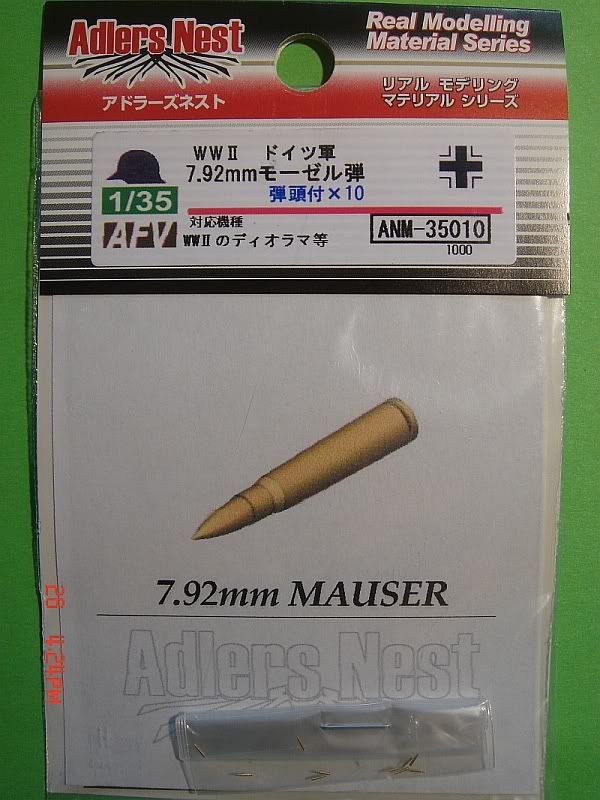 Adlers Nest
アドラーズネスト
Real Modelling
Material Series
リアル モデリング
マテリアル シリーズ
WWⅡ ドイツ軍
7.92mmモーゼル弾
弾頭付×10
1/35
AFV
対応機種
WWⅡのディオラマ等
ANM-35010
1000
7.92mm MAUSER
Adlers Nest
26 4:24PM